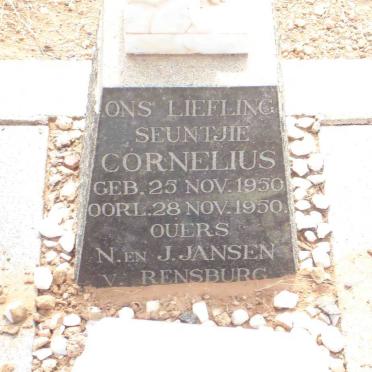 ONS LIEFLING
SEUNTJIE
CORNELIUS
GEB. 25 NOV. 1950
OORL. 28 NOV. 1950.
OUERS
N. EN J. JANSEN
V. RENSBURG